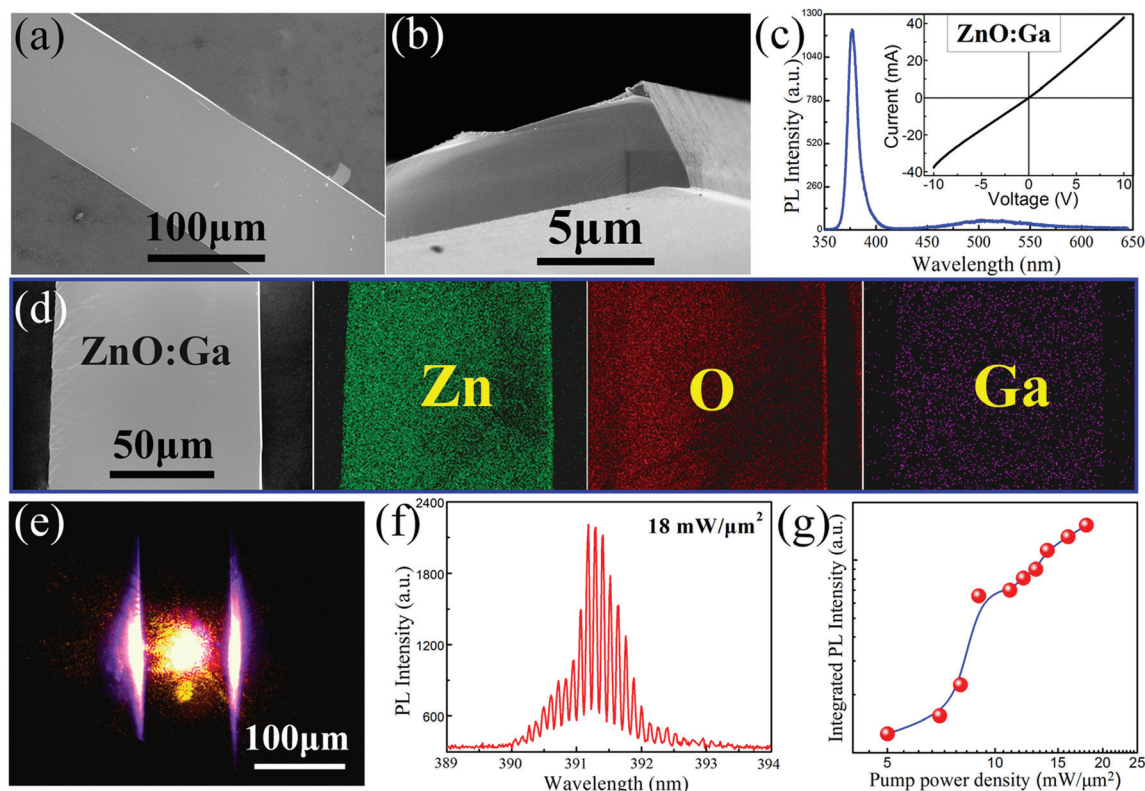 (a)
100μm
(b)
5μm
(c)
ZnO:Ga
PL Intensity (a.u.)
1300
1040
780
520
260
0
350 400 450 500 550 600 650
Wavelength (nm)
Current (mA)
40
20
0
-20
-40
-10 -5 0 5 10
Voltage (V)
(d)
ZnO:Ga
50μm
Zn
O
Ga
(e)
100μm
(f)
18 mW/μm²
PL Intensity (a.u.)
2400
1800
1200
600
389 390 391 392 393 394
Wavelength (nm)
(g)
Integrated PL Intensity (a.u.)
5 10 15 20 25
Pump power density (mW/μm²)